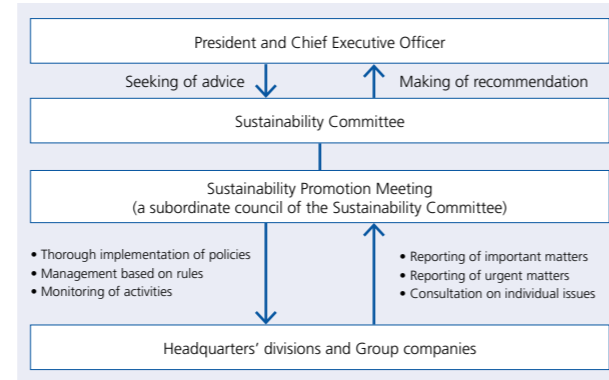 President and Chief Executive Officer
Seeking of advice
Making of recommendation
Sustainability Committee
Sustainability Promotion Meeting
(a subordinate council of the Sustainability Committee)
• Thorough implementation of policies
• Management based on rules
• Monitoring of activities
• Reporting of important matters
• Reporting of urgent matters
• Consultation on individual issues
Headquarters’ divisions and Group companies